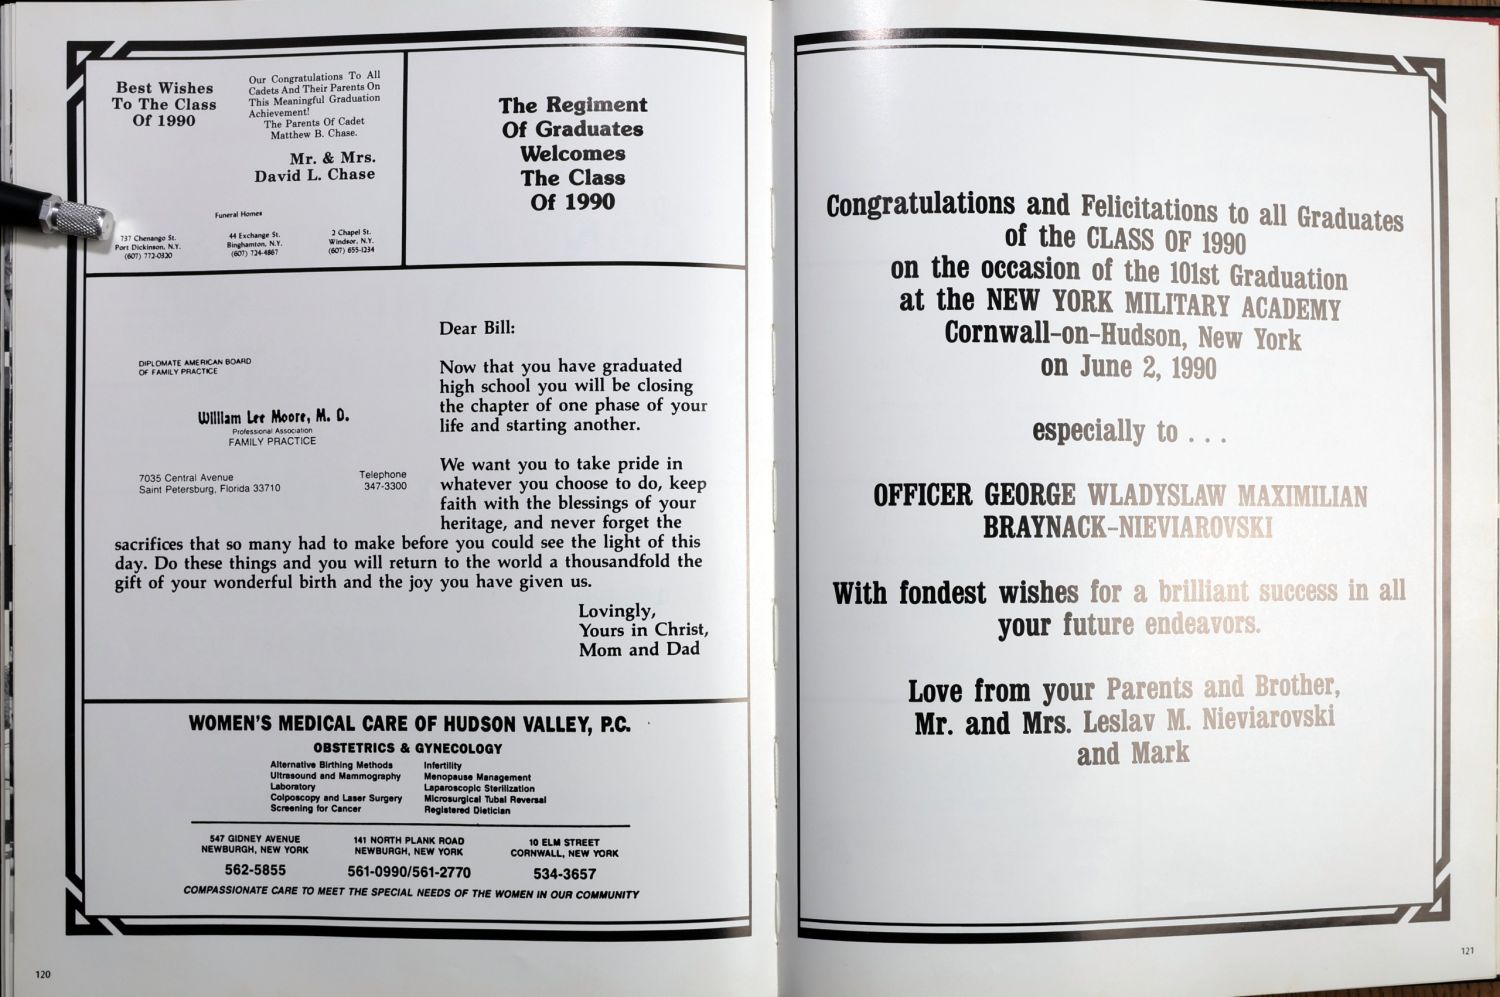 Best Wishes
To The Class
Of 1990
Our Congratulations To All
Cadets And Their Parents On
This Meaningful Graduation
Achievement!
The Parents Of Cadet
Matthew B. Chase.
Mr. & Mrs.
David L. Chase
Funeral Homes
737 Chenango St.
Port Dickinson, N.Y.
(607) 772-0320
44 Exchange St.
Binghamton, N.Y.
(607) 724-4867
2 Chapel St.
Windsor, N.Y.
(607) 655-1234
The Regiment
Of Graduates
Welcomes
The Class
Of 1990
DIPLOMATE AMERICAN BOARD
OF FAMILY PRACTICE
William Lee Moore, M. D.
Professional Association
FAMILY PRACTICE
7035 Central Avenue
Saint Petersburg, Florida 33710
Telephone
347-3300
Dear Bill:
Now that you have graduated
high school you will be closing
the chapter of one phase of your
life and starting another.
We want you to take pride in
whatever you choose to do, keep
faith with the blessings of your
heritage, and never forget the
sacrifices that so many had to make before you could see the light of this
day. Do these things and you will return to the world a thousandfold the
gift of your wonderful birth and the joy you have given us.
Lovingly,
Yours in Christ,
Mom and Dad
WOMEN'S MEDICAL CARE OF HUDSON VALLEY, P.C.
OBSTETRICS & GYNECOLOGY
Alternative Birthing Methods
Ultrasound and Mammography
Laboratory
Colposcopy and Laser Surgery
Screening for Cancer
Infertility
Menopause Management
Laparoscopic Sterilization
Microsurgical Tubal Reversal
Registered Dietician
547 GIDNEY AVENUE
NEWBURGH, NEW YORK
562-5855
141 NORTH PLANK ROAD
NEWBURGH, NEW YORK
561-0990/561-2770
10 ELM STREET
CORNWALL, NEW YORK
534-3657
COMPASSIONATE CARE TO MEET THE SPECIAL NEEDS OF THE WOMEN IN OUR COMMUNITY
120
Congratulations and Felicitations to all Graduates
of the CLASS OF 1990
on the occasion of the 101st Graduation
at the NEW YORK MILITARY ACADEMY
Cornwall-on-Hudson, New York
on June 2, 1990
especially to . . .
OFFICER GEORGE WLADYSLAW MAXIMILIAN
BRAYNACK-NIEVIAROVSKI
With fondest wishes for a brilliant success in all
your future endeavors.
Love from your Parents and Brother,
Mr. and Mrs. Leslav M. Nieviarovski
and Mark
121